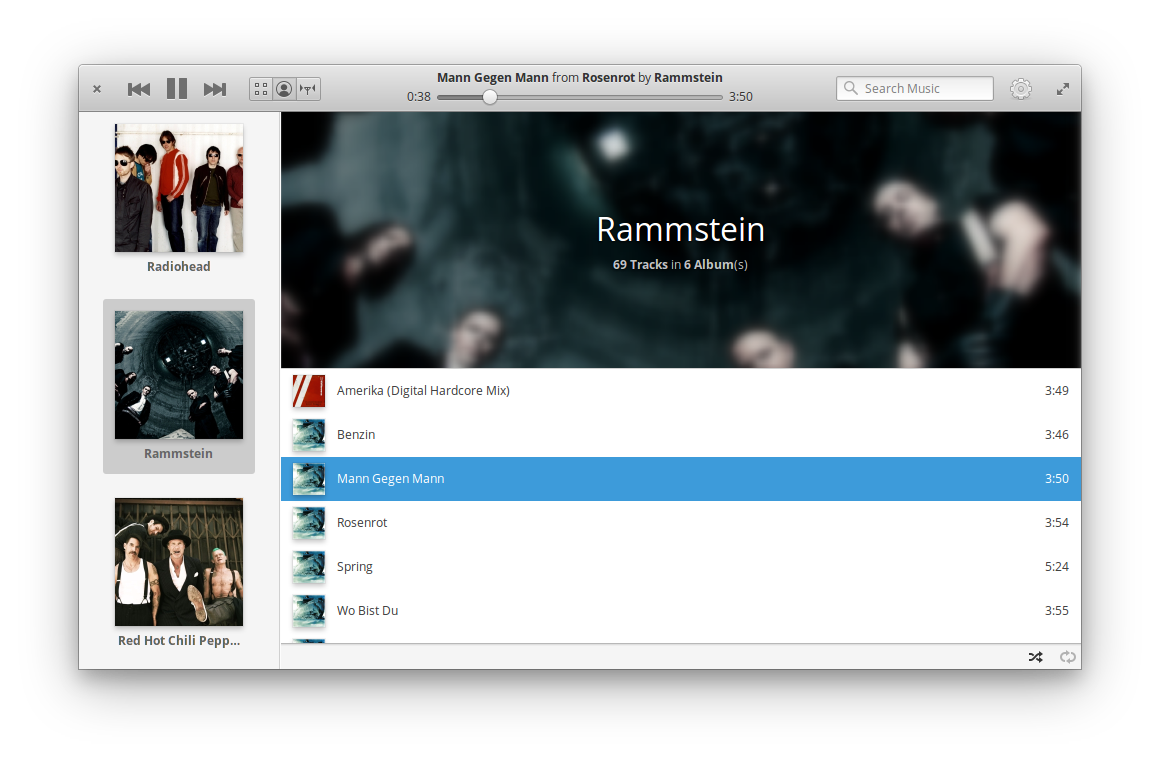 Mann Gegen Mann from Rosenrot by Rammstein
0:38 3:50
Search Music
Radiohead
Rammstein
Red Hot Chili Pepp...
Rammstein
69 Tracks in 6 Album(s)
Amerika (Digital Hardcore Mix) 3:49
Benzin 3:46
Mann Gegen Mann 3:50
Rosenrot 3:54
Spring 5:24
Wo Bist Du 3:55